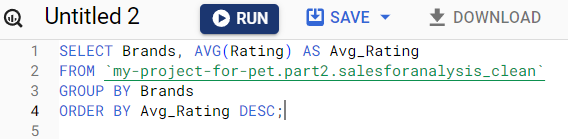 Untitled 2
RUN
SAVE
DOWNLOAD
1 SELECT Brands, AVG(Rating) AS Avg_Rating
2 FROM `my-project-for-pet.part2.salesforanalysis_clean`
3 GROUP BY Brands
4 ORDER BY Avg_Rating DESC;
5